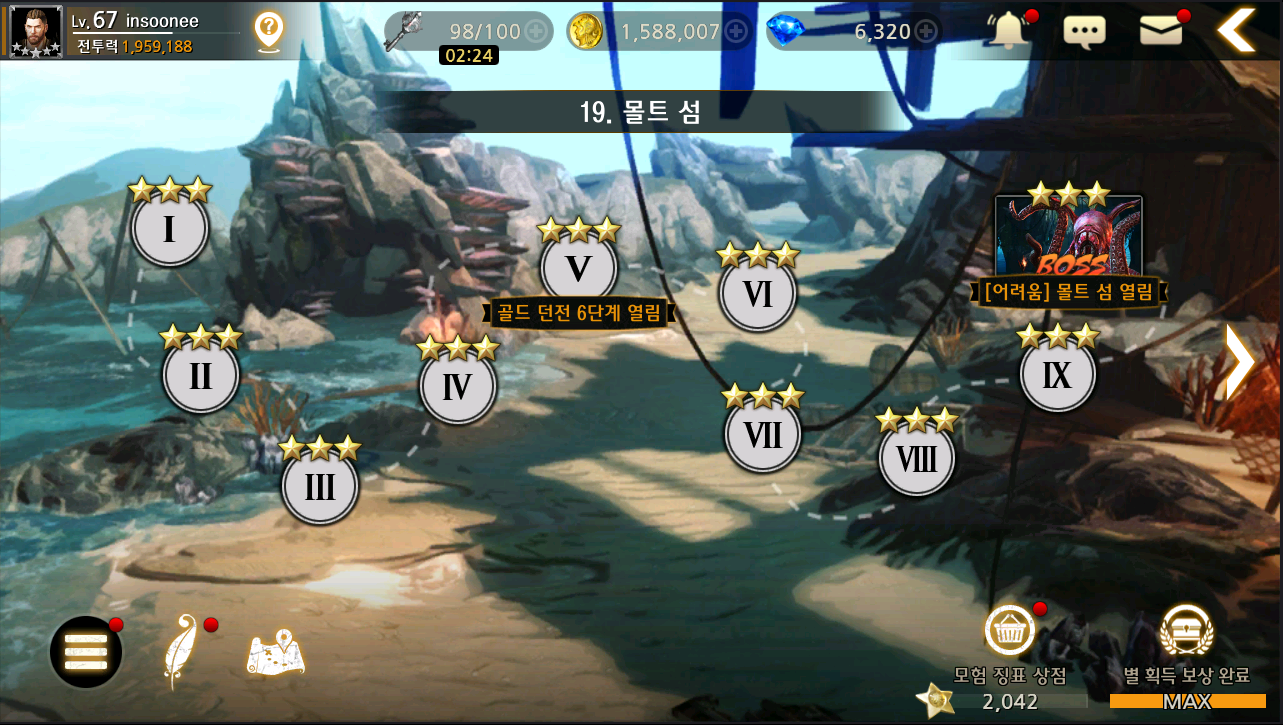 Lv. 67 insoonee
전투력 1,959,188
98/100
02:24
1,588,007
6,320
19. 몰트 섬
I
II
III
IV
V
골드 던전 6단계 열림
VI
VII
VIII
IX
BOSS
[어려움] 몰트 섬 열림
모험 징표 상점
2,042
별 획득 보상 완료
MAX